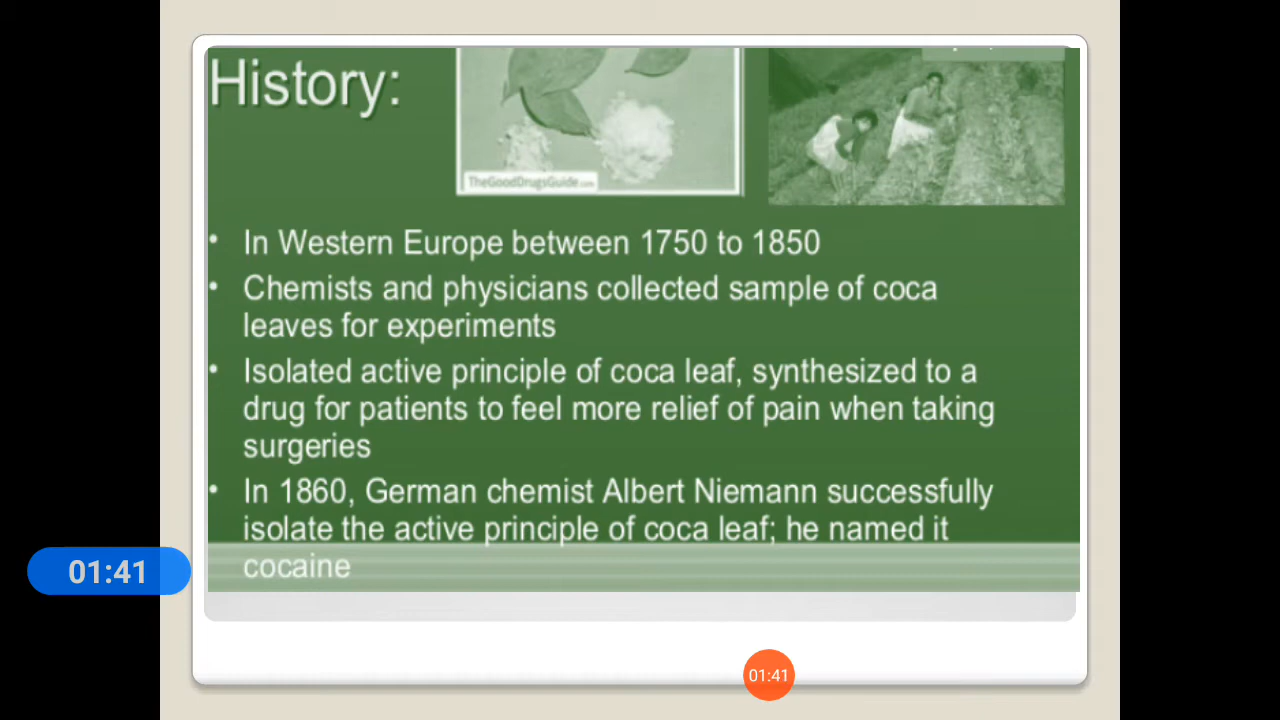 History:
TheGoodDrugsGuide.com
• In Western Europe between 1750 to 1850
• Chemists and physicians collected sample of coca
leaves for experiments
• Isolated active principle of coca leaf, synthesized to a
drug for patients to feel more relief of pain when taking
surgeries
• In 1860, German chemist Albert Niemann successfully
isolate the active principle of coca leaf; he named it
cocaine
01:41
01:41